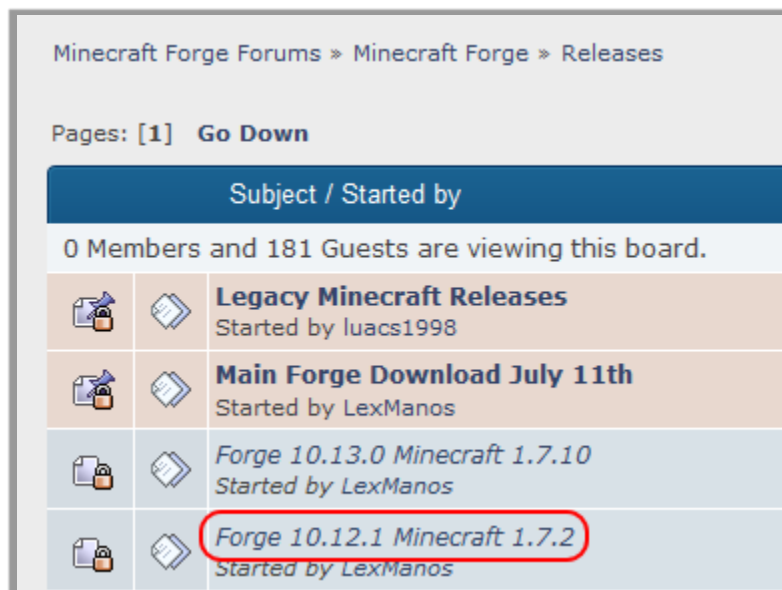 Minecraft Forge Forums » Minecraft Forge » Releases
Pages: [1] Go Down
Subject / Started by
0 Members and 181 Guests are viewing this board.
Legacy Minecraft Releases
Started by luacs1998
Main Forge Download July 11th
Started by LexManos
Forge 10.13.0 Minecraft 1.7.10
Started by LexManos
Forge 10.12.1 Minecraft 1.7.2
Started by LexManos